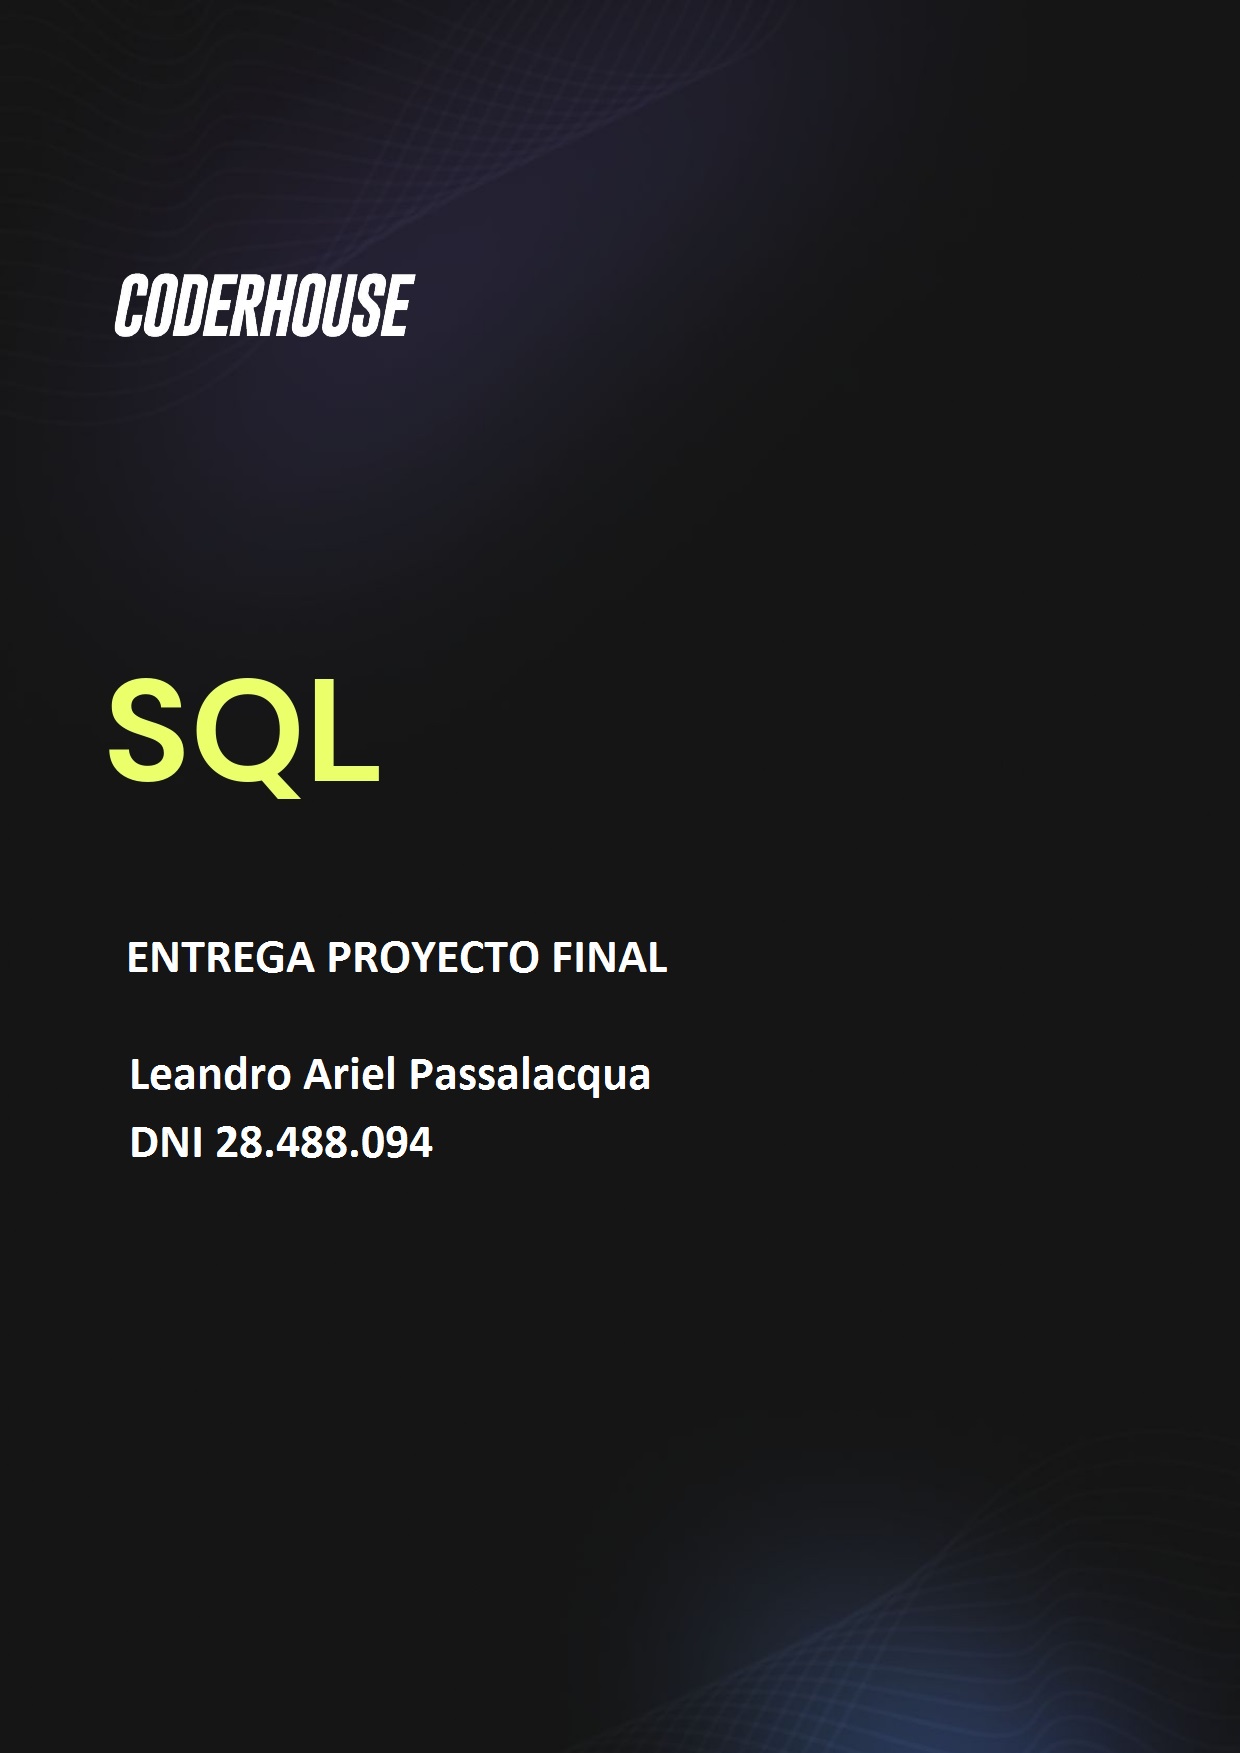 CODERHOUSE
SQL
ENTREGA PROYECTO FINAL
Leandro Ariel Passalacqua
DNI 28.488.094